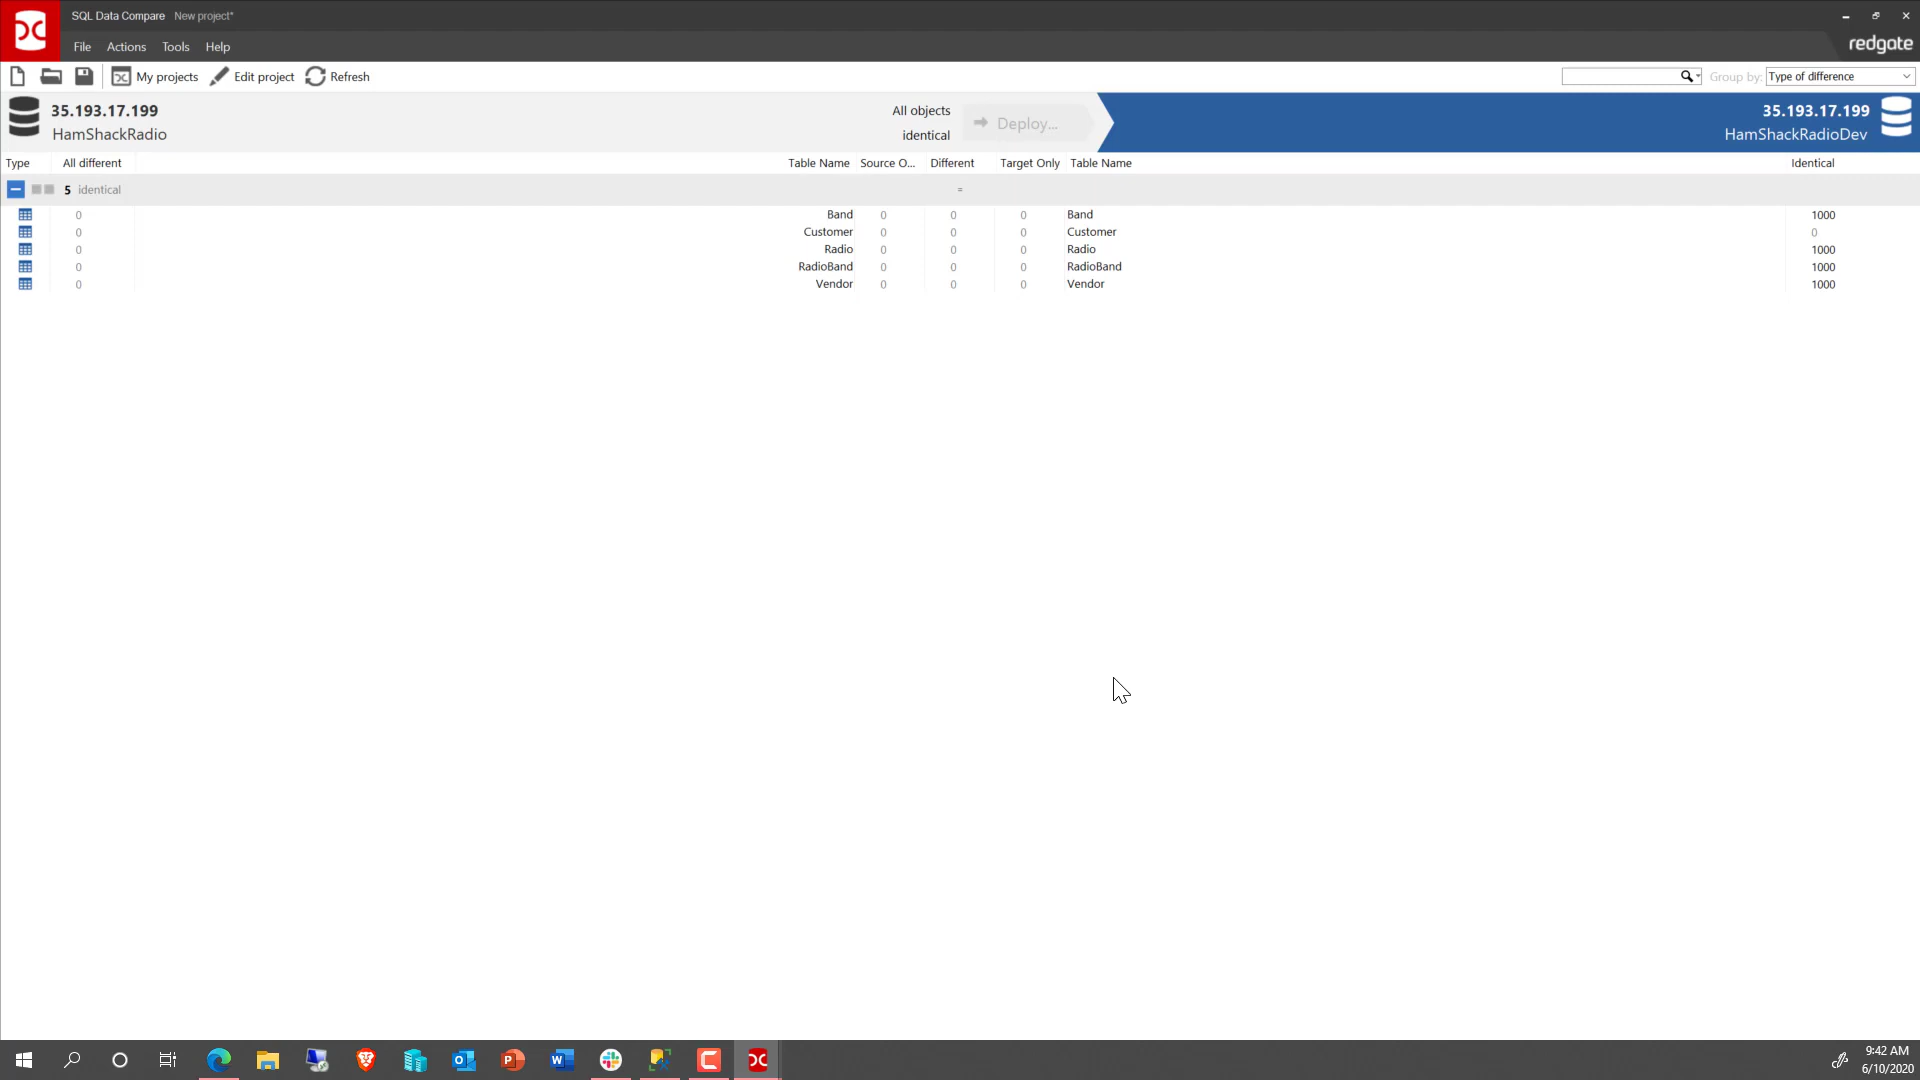 SQL Data Compare New project*
File Actions Tools Help
redgate
My projects Edit project Refresh
Group by: Type of difference
35.193.17.199
HamShackRadio
All objects
identical
Deploy...
35.193.17.199
HamShackRadioDev
Type All different Table Name Source O... Different Target Only Table Name Identical
5 identical =
0 Band 0 0 0 Band 1000
0 Customer 0 0 0 Customer 0
0 Radio 0 0 0 Radio 1000
0 RadioBand 0 0 0 RadioBand 1000
0 Vendor 0 0 0 Vendor 1000
9:42 AM
6/10/2020